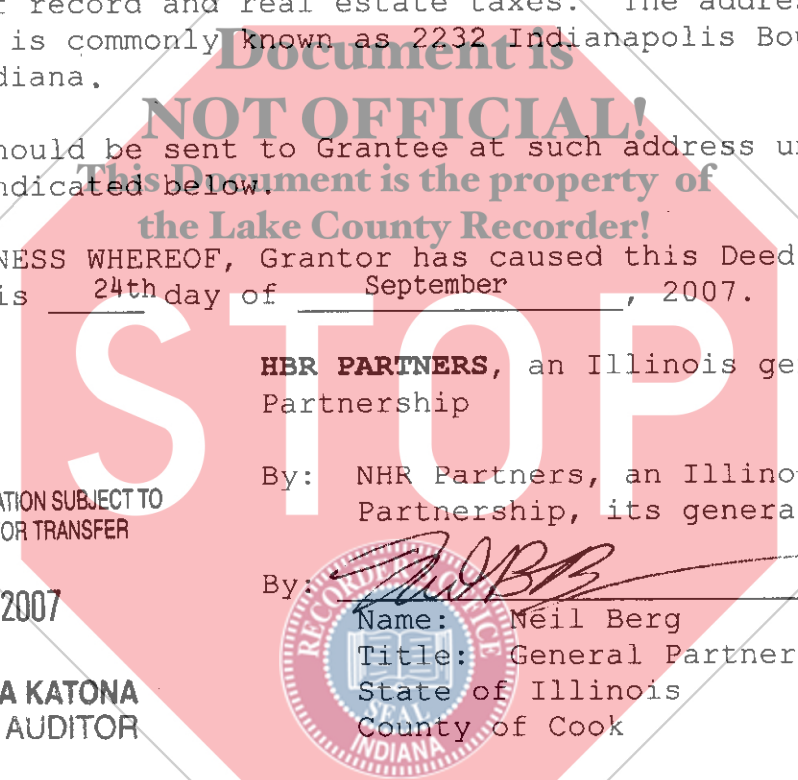 r record and real estate taxes. The addre
Document is
is commonly known as 2232 Indianapolis Bou
diana.
NOT OFFICIAL!
hould be sent to Grantee at such address u
This Document is the property of
ndicated below.
the Lake County Recorder!
NESS WHEREOF, Grantor has caused this Deed
is 24th day of September, 2007.
STOP
HBR PARTNERS, an Illinois ge
Partnership
By: NHR Partners, an Illino
Partnership, its genera
ATION SUBJECT TO
OR TRANSFER
By:
2007
Name: Neil Berg
Title: General Partner
A KATONA
State of Illinois
AUDITOR
County of Cook
RECORDER'S OFFICE
SEAL
INDIANA